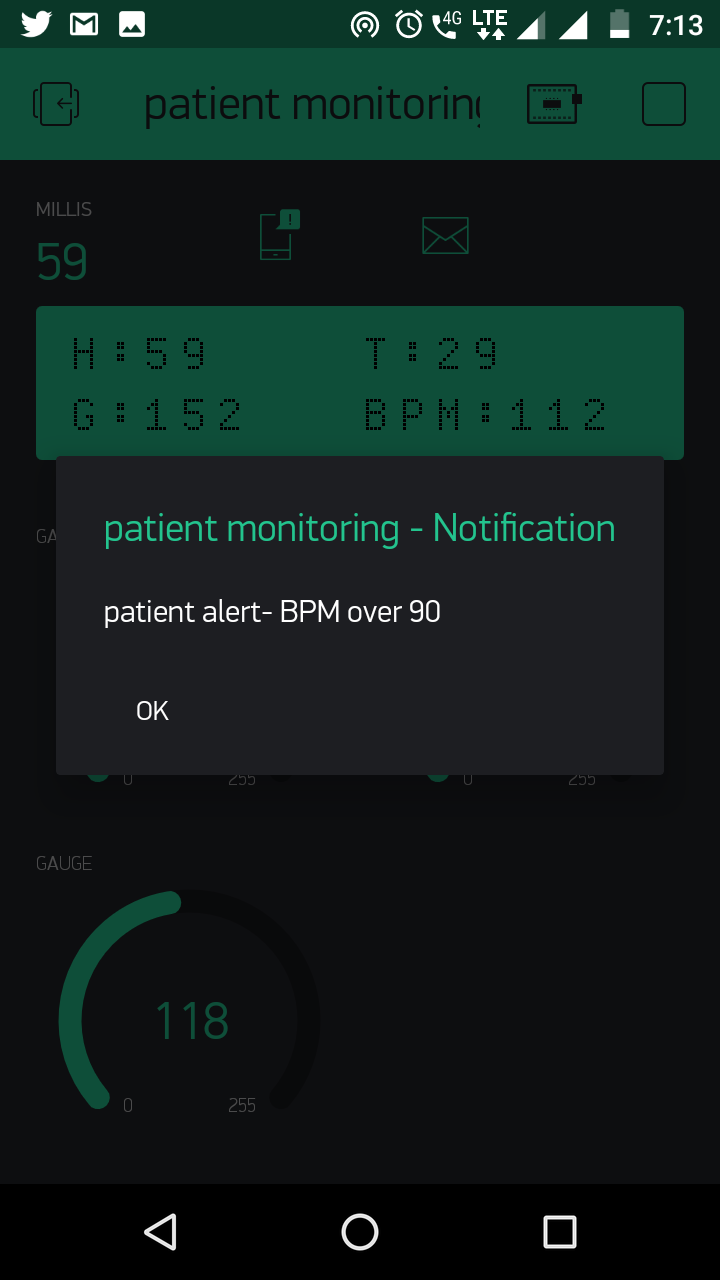 4G LTE 7:13
patient monitoring
MILLIS
59
H:59 T:29
G:152 BPM:112
patient monitoring - Notification
GA
patient alert- BPM over 90
OK
0 255 0 255
GAUGE
118
0 255